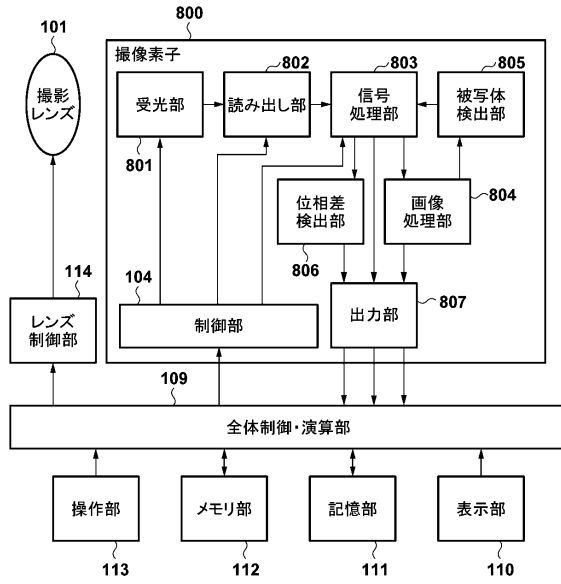 800
101
撮像素子
802
803
805
撮影
レンズ
受光部
読み出し部
信号
処理部
被写体
検出部
801
位相差
検出部
画像
処理部
804
806
114
104
807
レンズ
制御部
制御部
出力部
109
全体制御・演算部
操作部
メモリ部
記憶部
表示部
113
112
111
110